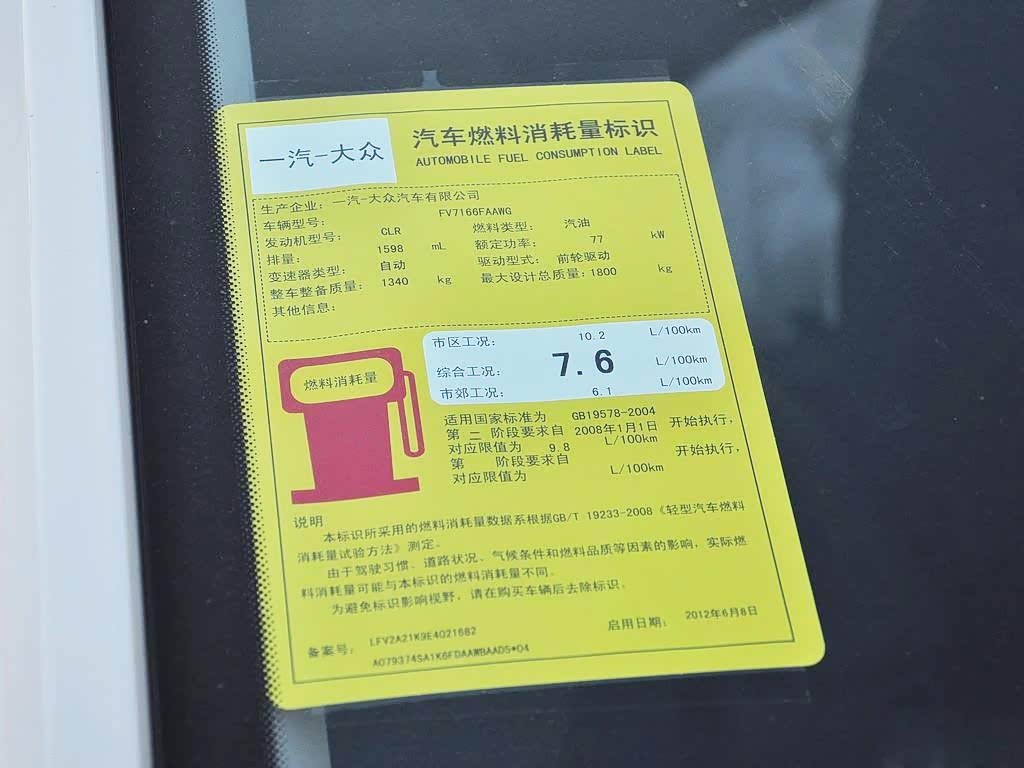 一汽-大众
汽车燃料消耗量标识
AUTOMOBILE FUEL CONSUMPTION LABEL
生产企业：一汽-大众汽车有限公司
车辆型号： FV7166FAAWG
发动机型号： CLR 燃料类型： 汽油
排量： 1598 mL 额定功率： 77 kW
变速器类型： 自动 驱动型式： 前轮驱动
整车整备质量： 1340 kg 最大设计总质量：1800 kg
其他信息：
市区工况： 10.2 L/100km
综合工况： 7.6 L/100km
市郊工况： 6.1 L/100km
燃料消耗量
适用国家标准为 GB19578-2004
第 二 阶段要求自 2008年1月1日 开始执行，
对应限值为 9.8 L/100km
第 阶段要求自 开始执行，
对应限值为 L/100km
说明
本标识所采用的燃料消耗量数据系根据GB/T 19233-2008《轻型汽车燃料
消耗量试验方法》测定。
由于驾驶习惯、道路状况、气候条件和燃料品质等因素的影响，实际燃
料消耗量可能与本标识的燃料消耗量不同。
为避免标识影响视野，请在购买车辆后去除标识。
备案号： LFV2A21K9E4021682 启用日期： 2012年6月8日
A079374SA1K6FDAAWBAAD5*04